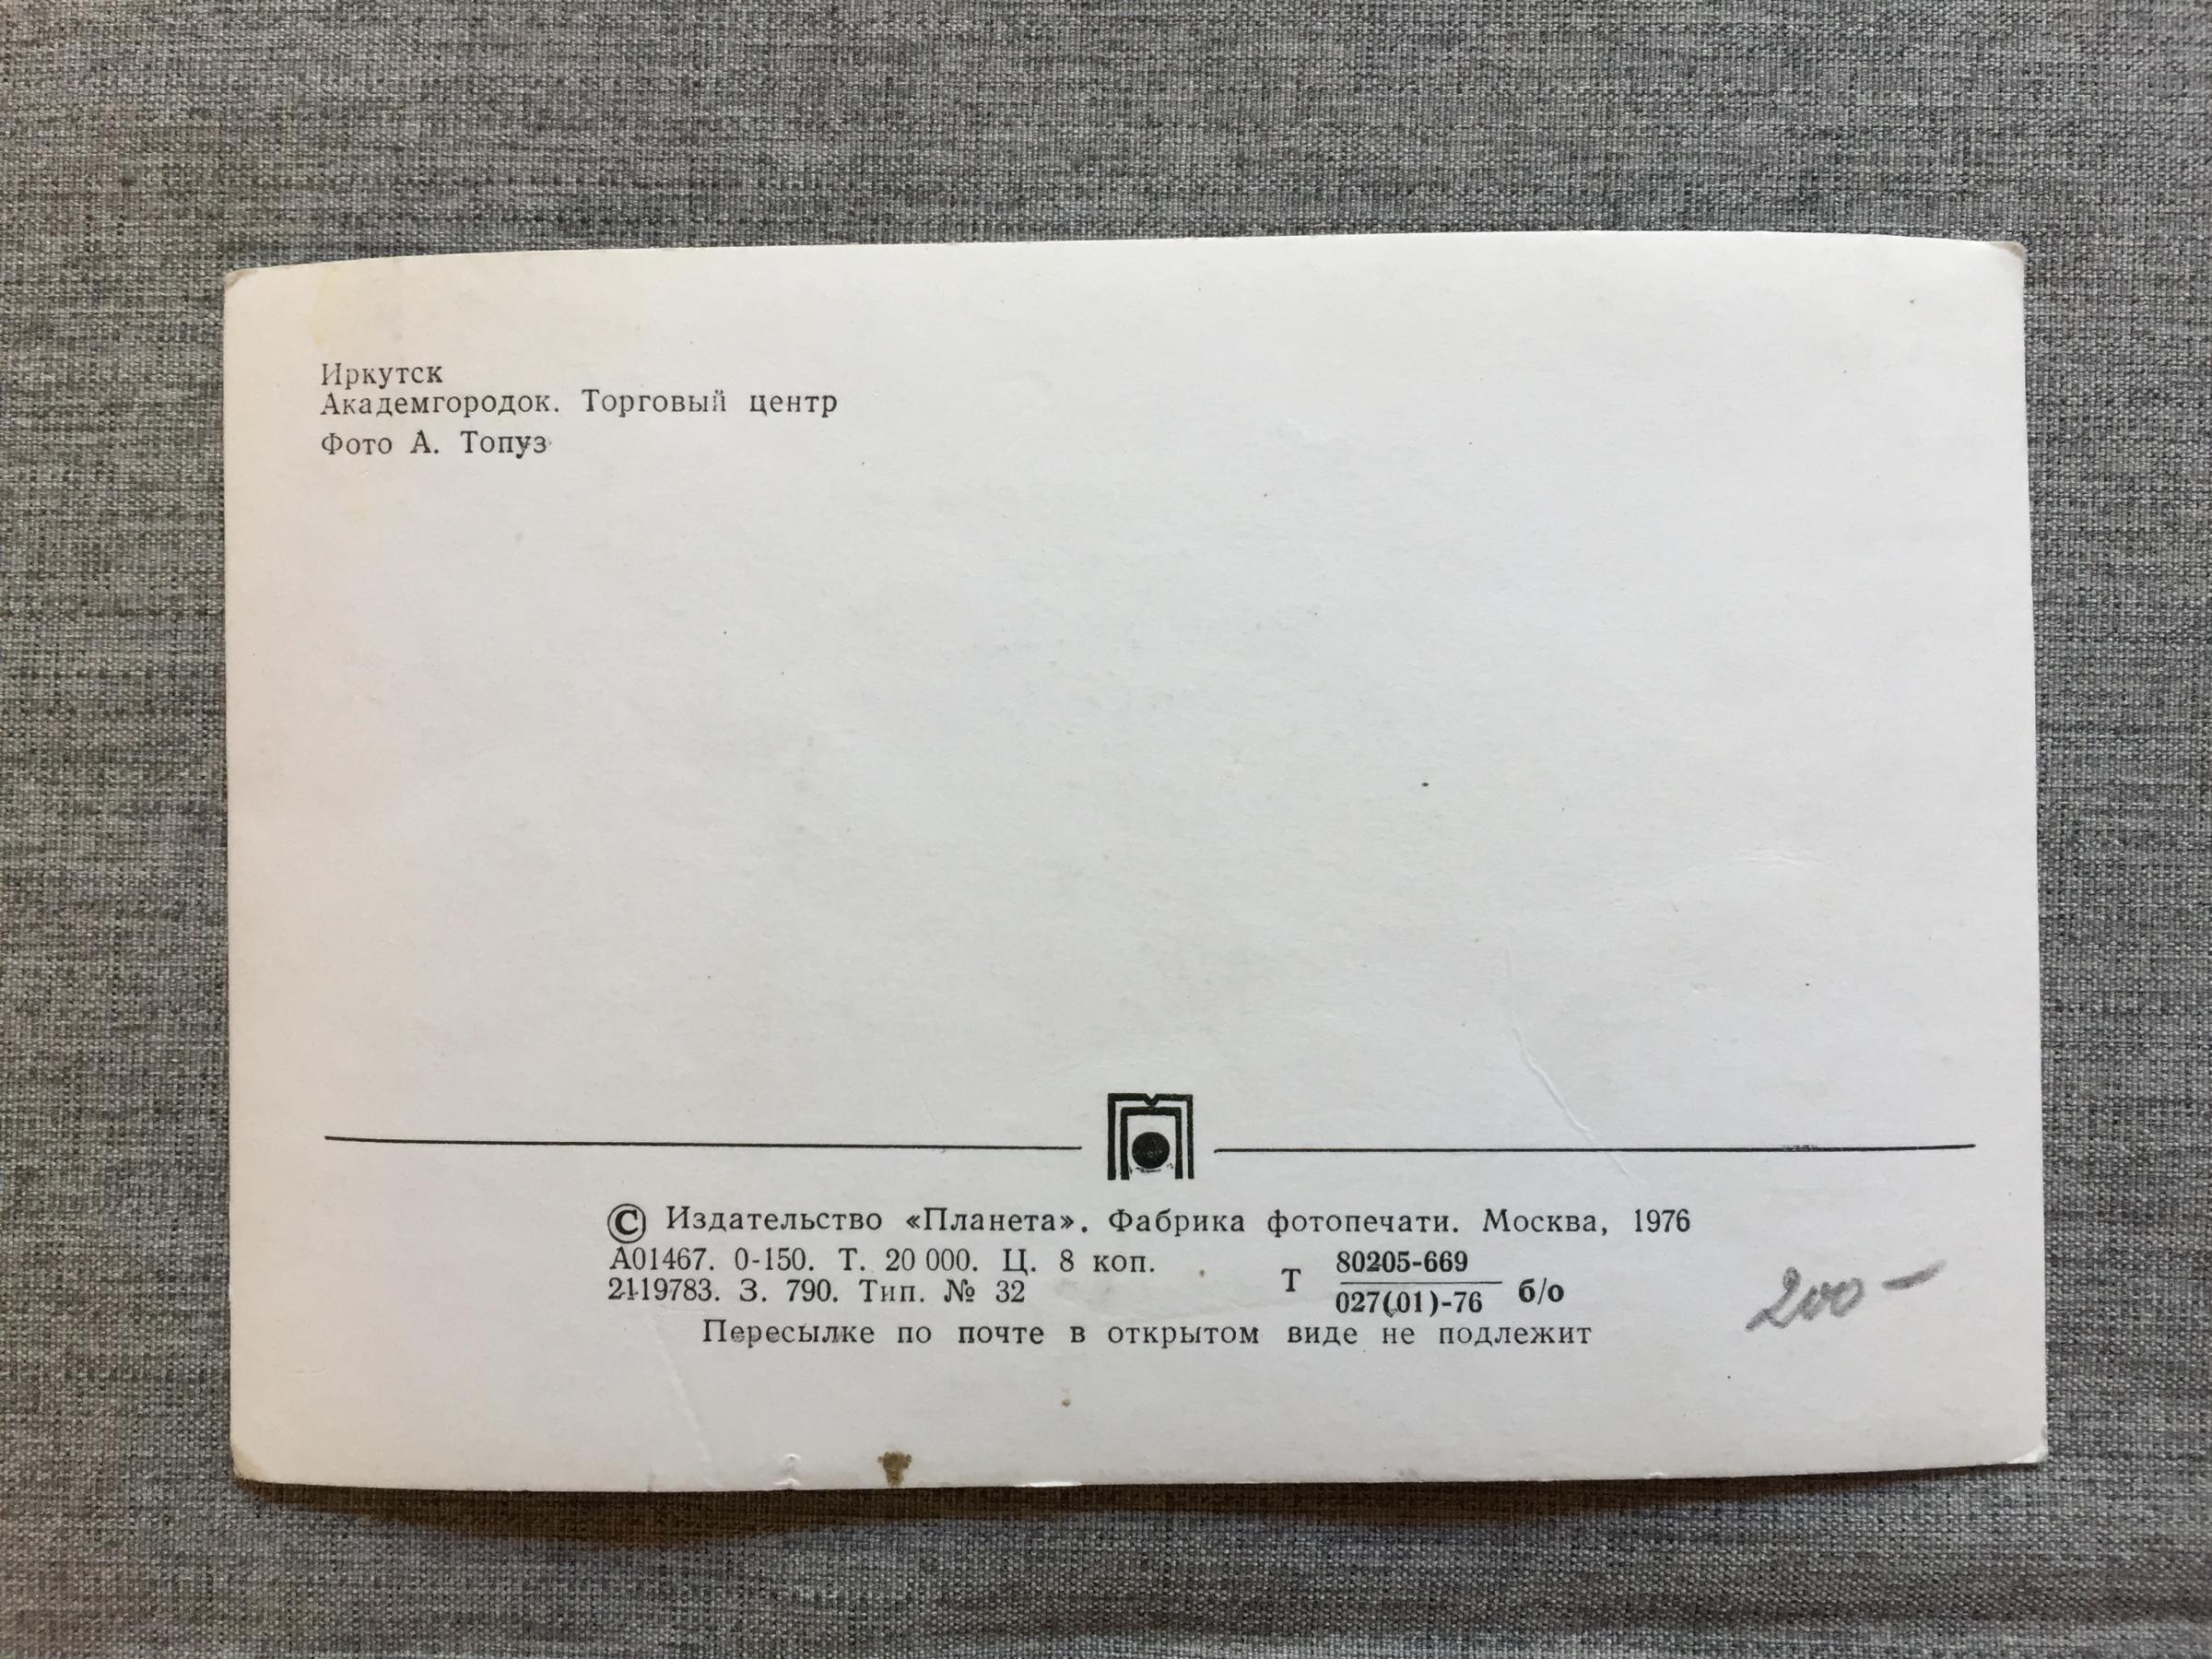 Иркутск
Академгородок. Торговый центр
Фото А. Топуз
© Издательство «Планета». Фабрика фотопечати. Москва, 1976
А01467. 0-150. Т. 20 000. Ц. 8 коп.
2119783. З. 790. Тип. № 32
Т 80205-669
027(01)-76 б/о
Пересылке по почте в открытом виде не подлежит
200 —